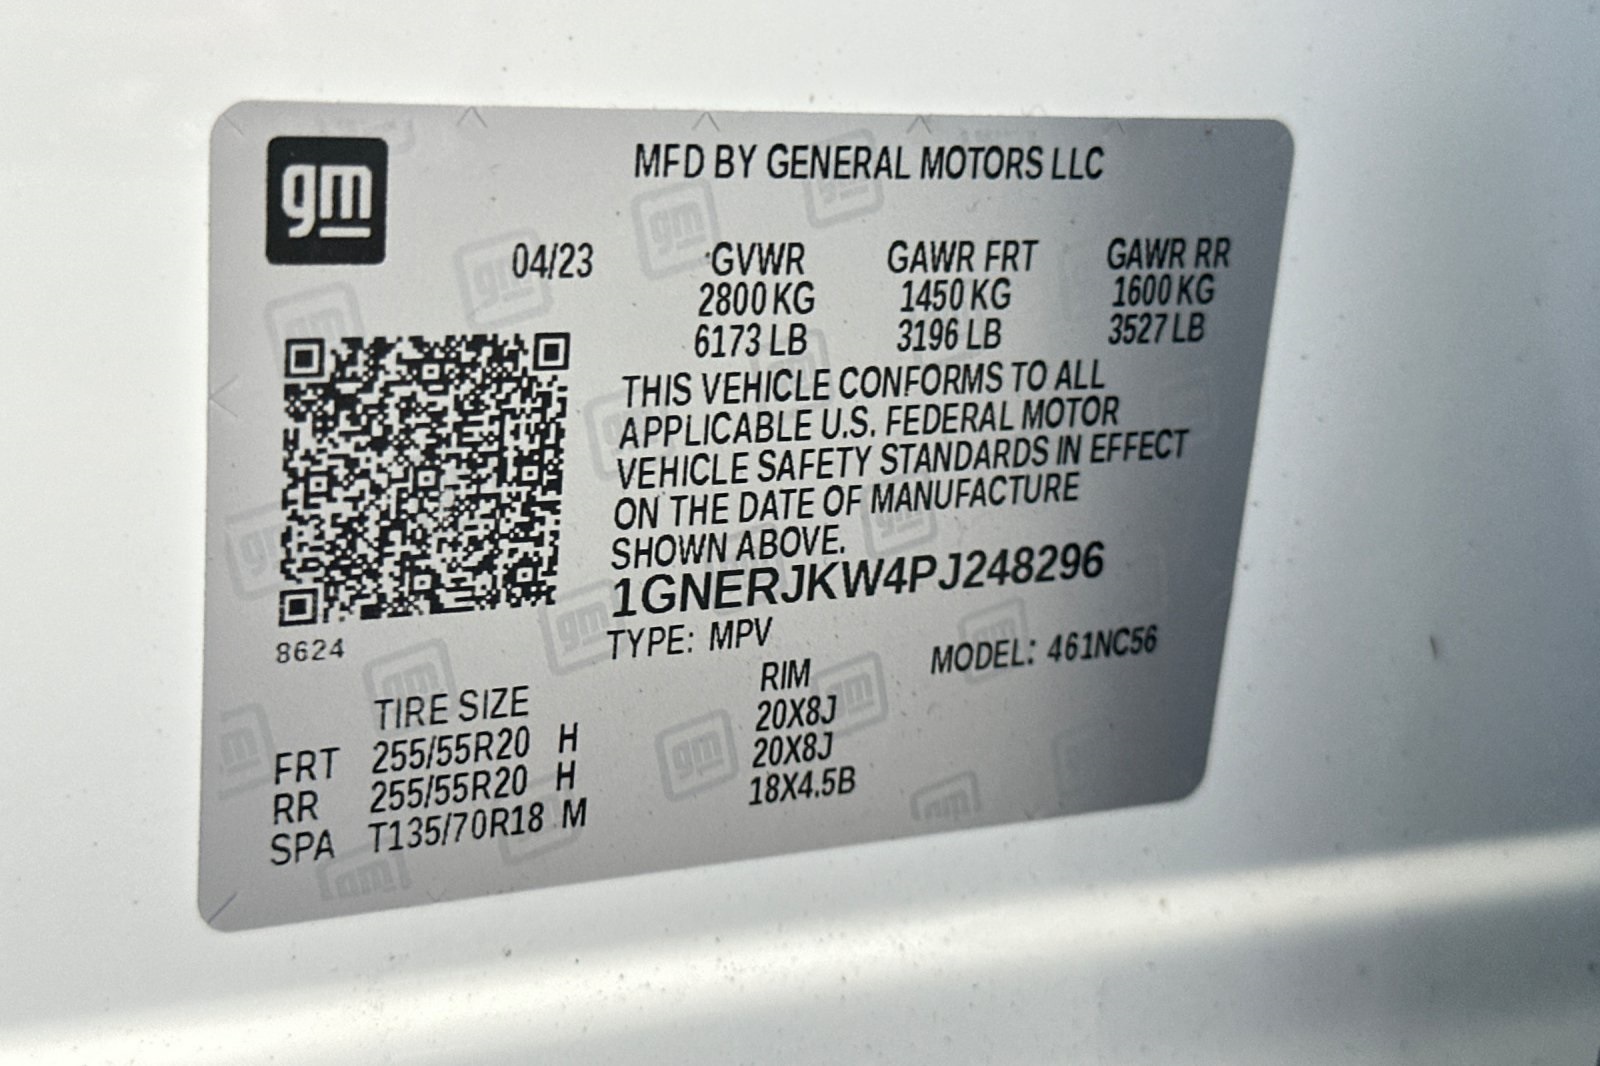 gm
MFD BY GENERAL MOTORS LLC
04/23 GVWR GAWR FRT GAWR RR
2800 KG 1450 KG 1600 KG
6173 LB 3196 LB 3527 LB
THIS VEHICLE CONFORMS TO ALL
APPLICABLE U.S. FEDERAL MOTOR
VEHICLE SAFETY STANDARDS IN EFFECT
ON THE DATE OF MANUFACTURE
SHOWN ABOVE.
1GNERJKW4PJ248296
8624
TYPE: MPV MODEL: 461NC56
TIRE SIZE RIM
FRT 255/55R20 H 20X8J
RR 255/55R20 H 20X8J
SPA T135/70R18 M 18X4.5B